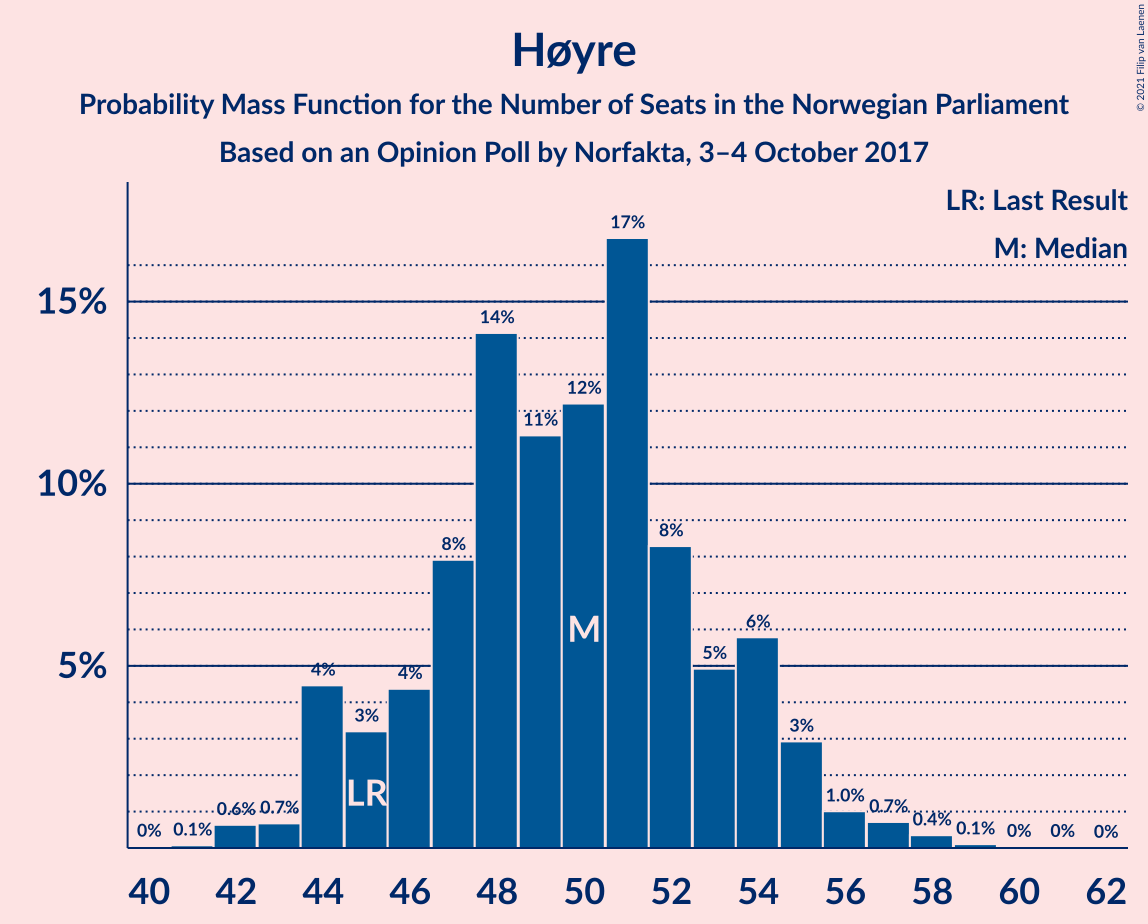 Høyre
Probability Mass Function for the Number of Seats in the Norwegian Parliament
Based on an Opinion Poll by Norfakta, 3–4 October 2017
© 2021 Filip van Laenen
LR: Last Result
M: Median
15%
10%
5%
0%
0.1%
0.6%
0.7%
4%
3%
4%
8%
14%
11%
12%
17%
8%
5%
6%
3%
1.0%
0.7%
0.4%
0.1%
0%
0%
0%
LR
M
40 42 44 46 48 50 52 54 56 58 60 62